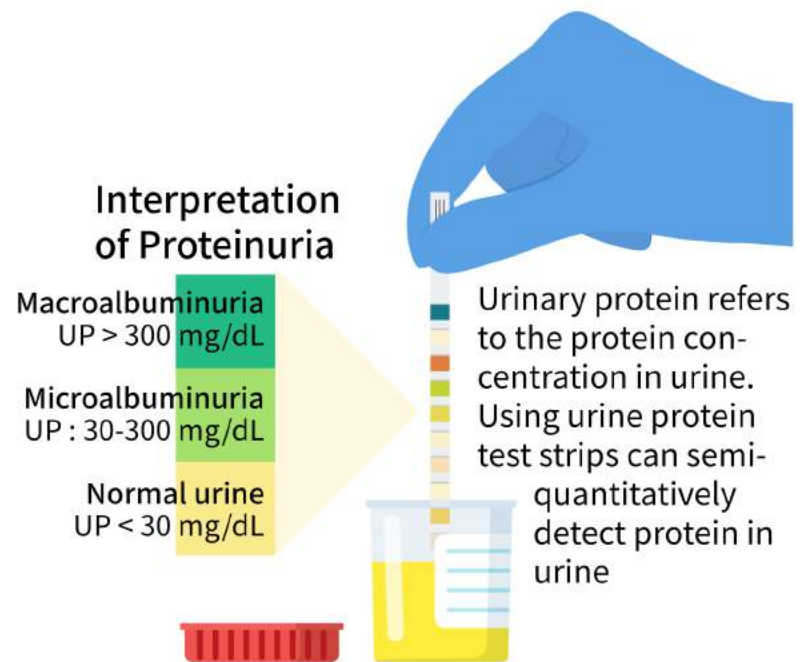 Interpretation
of Proteinuria
Macroalbuminuria
UP > 300 mg/dL
Microalbuminuria
UP : 30-300 mg/dL
Normal urine
UP < 30 mg/dL
Urinary protein refers
to the protein con-
centration in urine.
Using urine protein
test strips can semi-
quantitatively
detect protein in
urine